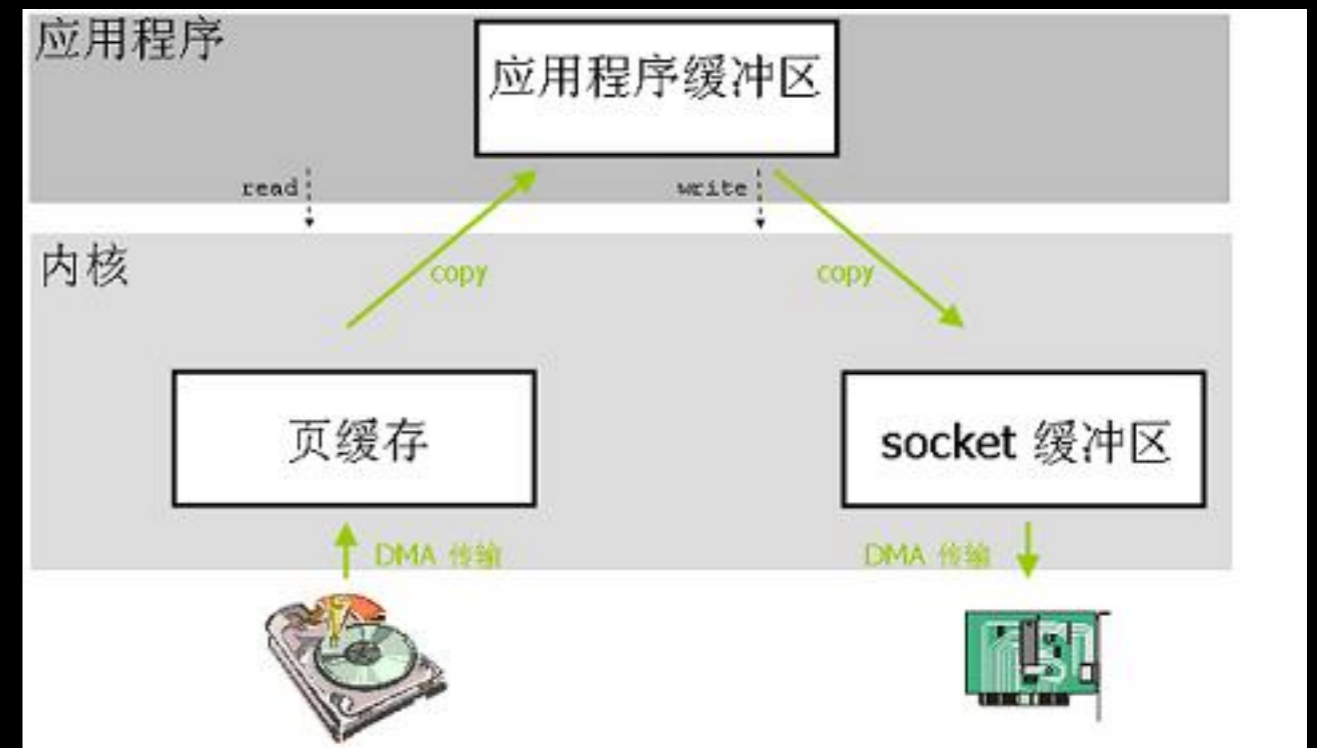 应用程序
应用程序缓冲区
read
write
内核
copy
copy
页缓存
socket 缓冲区
DMA 传输
DMA 传输